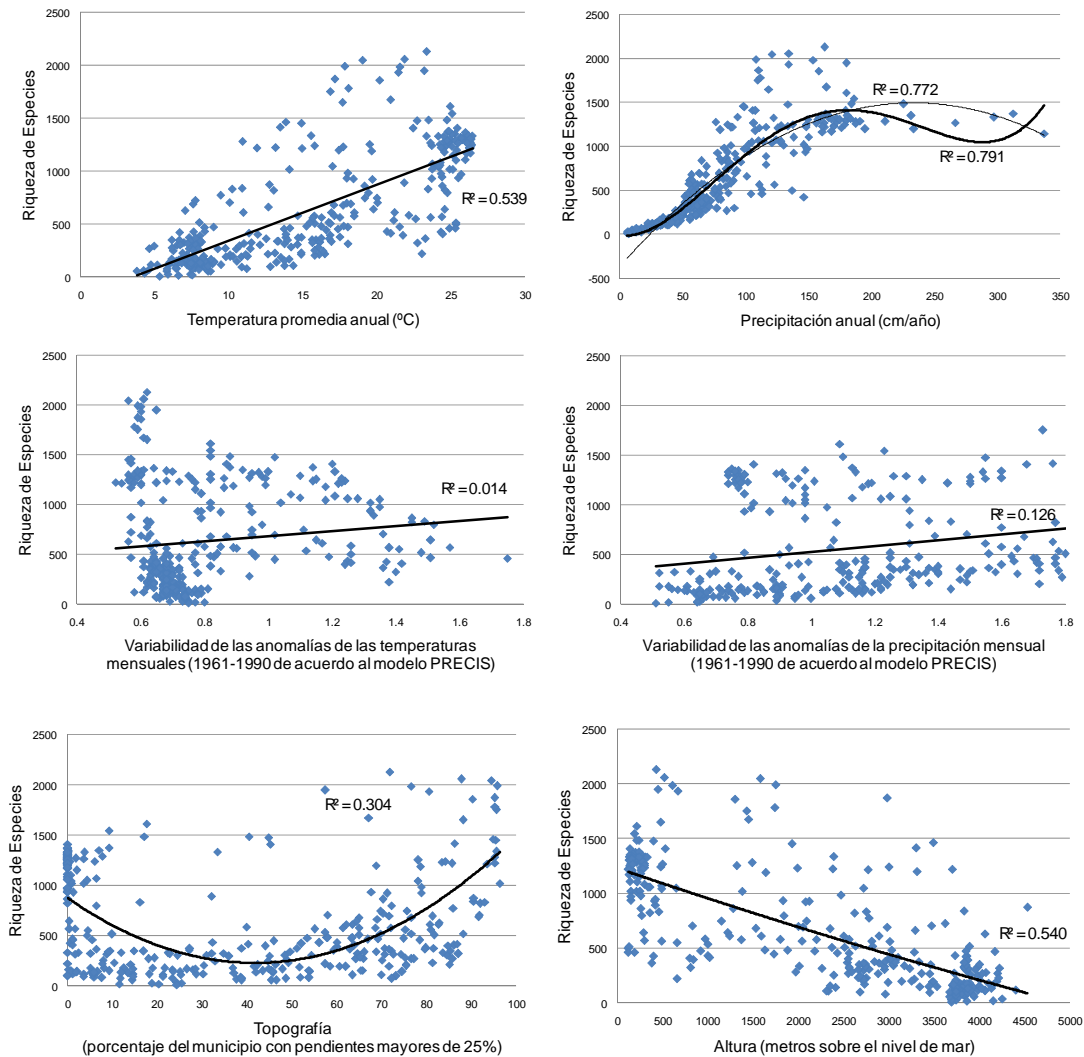 2500
2000
1500
1000
500
0
Riqueza de Especies
R² = 0.539
0 5 10 15 20 25 30
Temperatura promedia anual (ºC)
2500
2000
1500
1000
500
0
-500
Riqueza de Especies
R² = 0.772
R² = 0.791
0 50 100 150 200 250 300 350
Precipitación anual (cm/año)
2500
2000
1500
1000
500
0
Riqueza de Especies
R² = 0.014
0.4 0.6 0.8 1 1.2 1.4 1.6 1.8
Variabilidad de las anomalías de las temperaturas
mensuales (1961-1990 de acuerdo al modelo PRECIS)
2500
2000
1500
1000
500
0
Riqueza de Especies
R² = 0.126
0.4 0.6 0.8 1 1.2 1.4 1.6 1.8
Variabilidad de las anomalías de la precipitación mensual
(1961-1990 de acuerdo al modelo PRECIS)
2500
2000
1500
1000
500
0
Riqueza de Especies
R² = 0.304
0 10 20 30 40 50 60 70 80 90 100
Topografía
(porcentaje del municipio con pendientes mayores de 25%)
2500
2000
1500
1000
500
0
Riqueza de Especies
R² = 0.540
0 500 1000 1500 2000 2500 3000 3500 4000 4500 5000
Altura (metros sobre el nivel de mar)